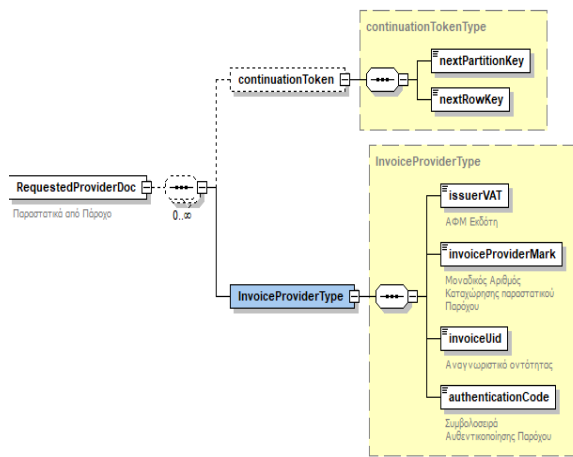 continuationTokenType
continuationToken
nextPartitionKey
nextRowKey
RequestedProviderDoc
Παραστατικά από Πάροχο
0..∞
InvoiceProviderType
InvoiceProviderType
issuerVAT
ΑΦΜ Εκδότη
invoiceProviderMark
Μοναδικός Αριθμός
Καταχώρησης παραστατικού
Παρόχου
invoiceUid
Αναγνωριστικό οντότητας
authenticationCode
Συμβολοσειρά
Αυθεντικοποίησης Παρόχου